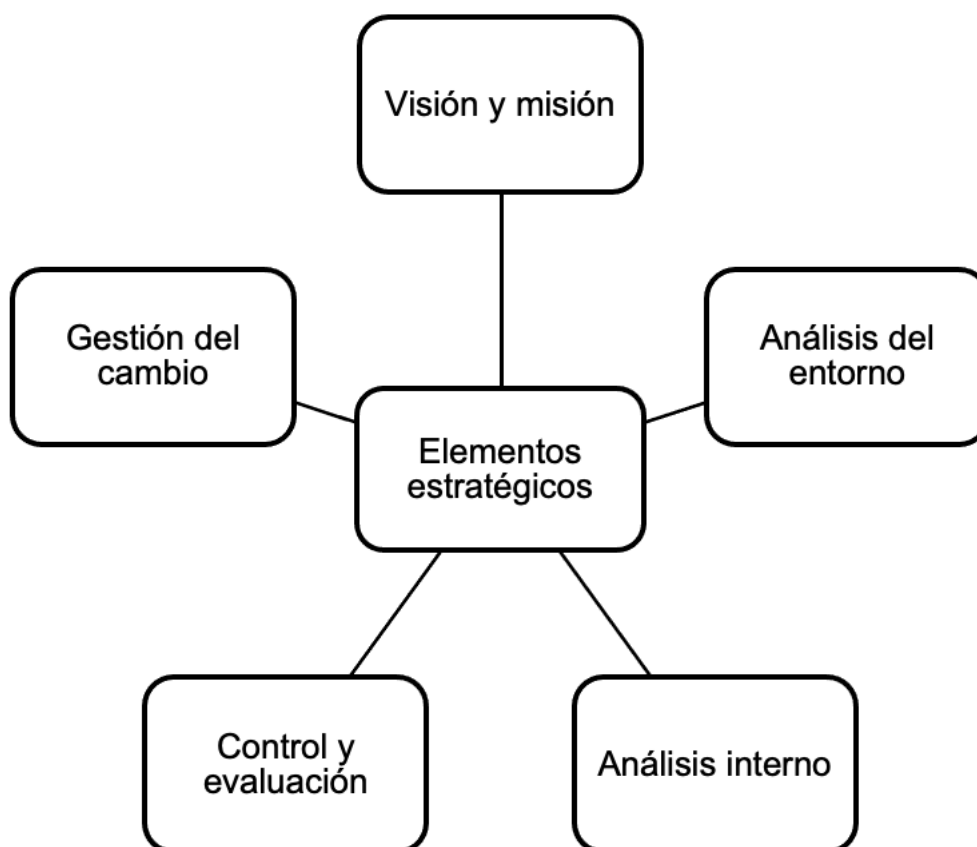 Visión y misión
Gestión del
cambio
Análisis del
entorno
Elementos
estratégicos
Control y
evaluación
Análisis interno